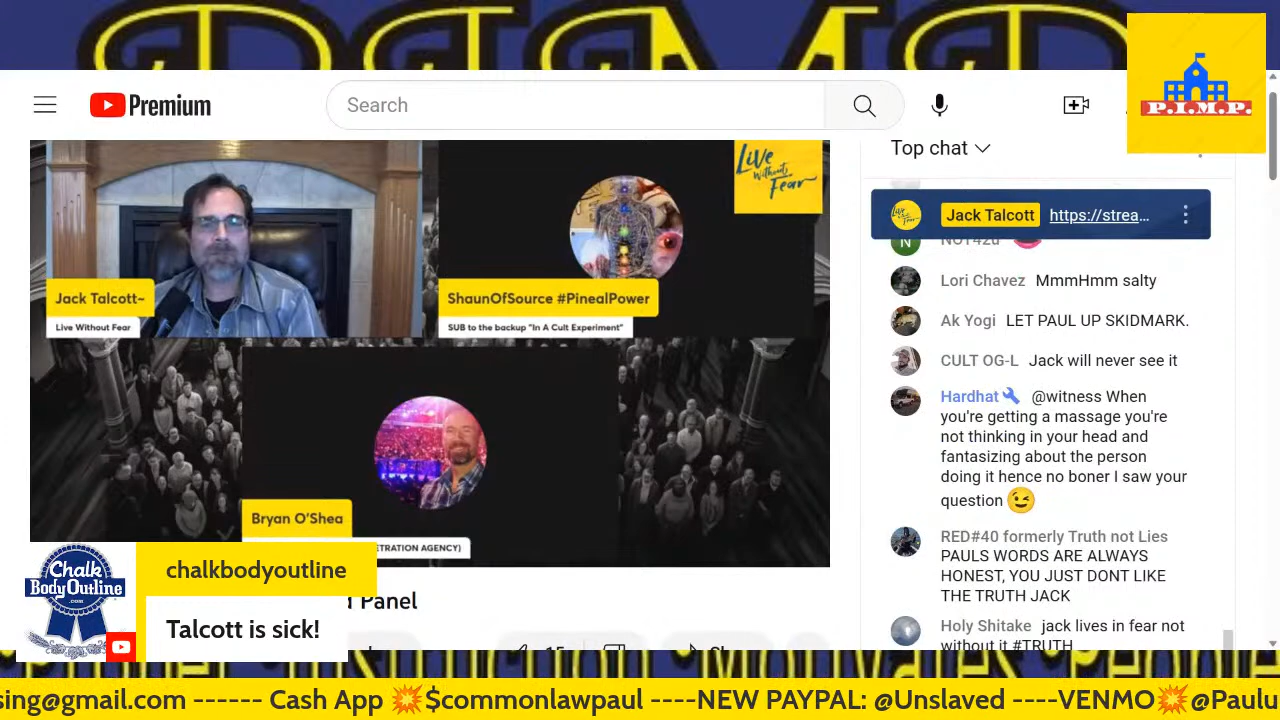 P.I.M.P.
Premium
Search
P.I.M.P.
Top chat
Live
Without
Fear
Jack Talcott
https://strea...
NOT42u
Jack Talcott~
Live Without Fear
ShaunOfSource #PinealPower
SUB to the backup "In A Cult Experiment"
Lori Chavez MmmHmm salty
Ak Yogi LET PAUL UP SKIDMARK.
CULT OG-L Jack will never see it
Hardhat @witness When
you're getting a massage you're
not thinking in your head and
fantasizing about the person
doing it hence no boner I saw your
question
Bryan O'Shea
ETRATION AGENCY)
RED#40 formerly Truth not Lies
PAULS WORDS ARE ALWAYS
HONEST, YOU JUST DONT LIKE
THE TRUTH JACK
Holy Shitake jack lives in fear not
without it #TRUTH
Chalk
BodyOutline
.COM
chalkbodyoutline
Talcott is sick!
Panel
sing@gmail.com ------ Cash App 💥$commonlawpaul ----NEW PAYPAL: @Unslaved ----VENMO💥@Paulu